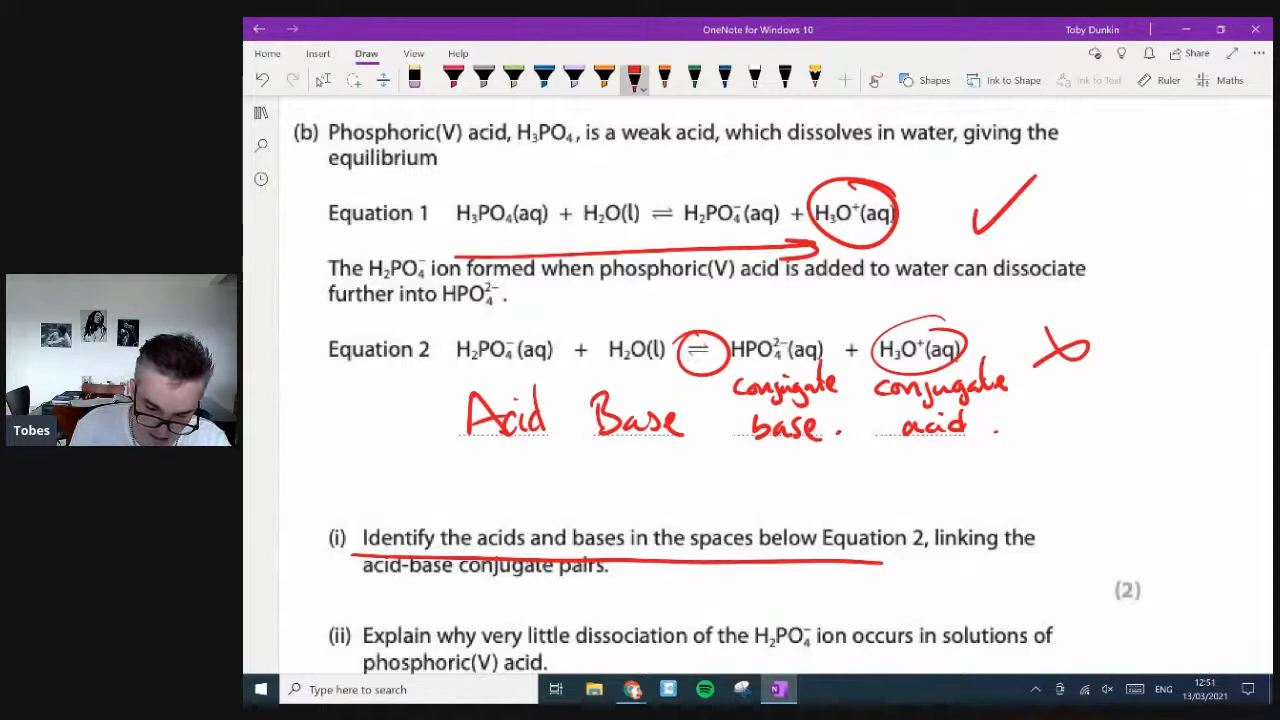 OneNote for Windows 10
Toby Dunkin
Home Insert Draw View Help
Share
Shapes Ink to Shape Ink to Text Ruler Maths
(b) Phosphoric(V) acid, H₃PO₄, is a weak acid, which dissolves in water, giving the
equilibrium
Equation 1 H₃PO₄(aq) + H₂O(l) ⇌ H₂PO₄⁻(aq) + H₃O⁺(aq)
The H₂PO₄⁻ ion formed when phosphoric(V) acid is added to water can dissociate
further into HPO₄²⁻.
Equation 2 H₂PO₄⁻(aq) + H₂O(l) ⇌ HPO₄²⁻(aq) + H₃O⁺(aq)
Acid Base conjugate base. conjugate acid.
(i) Identify the acids and bases in the spaces below Equation 2, linking the
acid-base conjugate pairs.
(2)
(ii) Explain why very little dissociation of the H₂PO₄⁻ ion occurs in solutions of
phosphoric(V) acid.
Tobes
Type here to search
ENG
12:51
13/03/2021